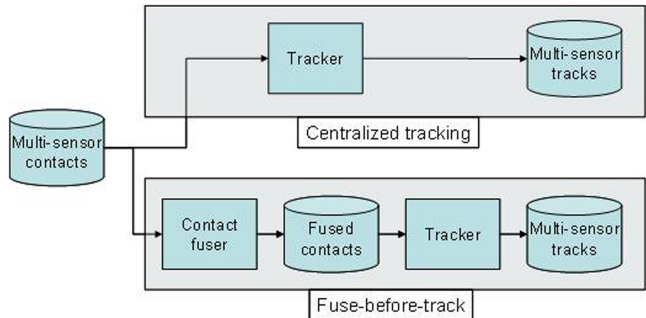 Tracker
Multi-sensor
tracks
Centralized tracking
Multi-sensor
contacts
Contact
fuser
Fused
contacts
Tracker
Multi-sensor
tracks
Fuse-before-track